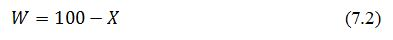 𝑊 = 100 − 𝑋 (7.2)